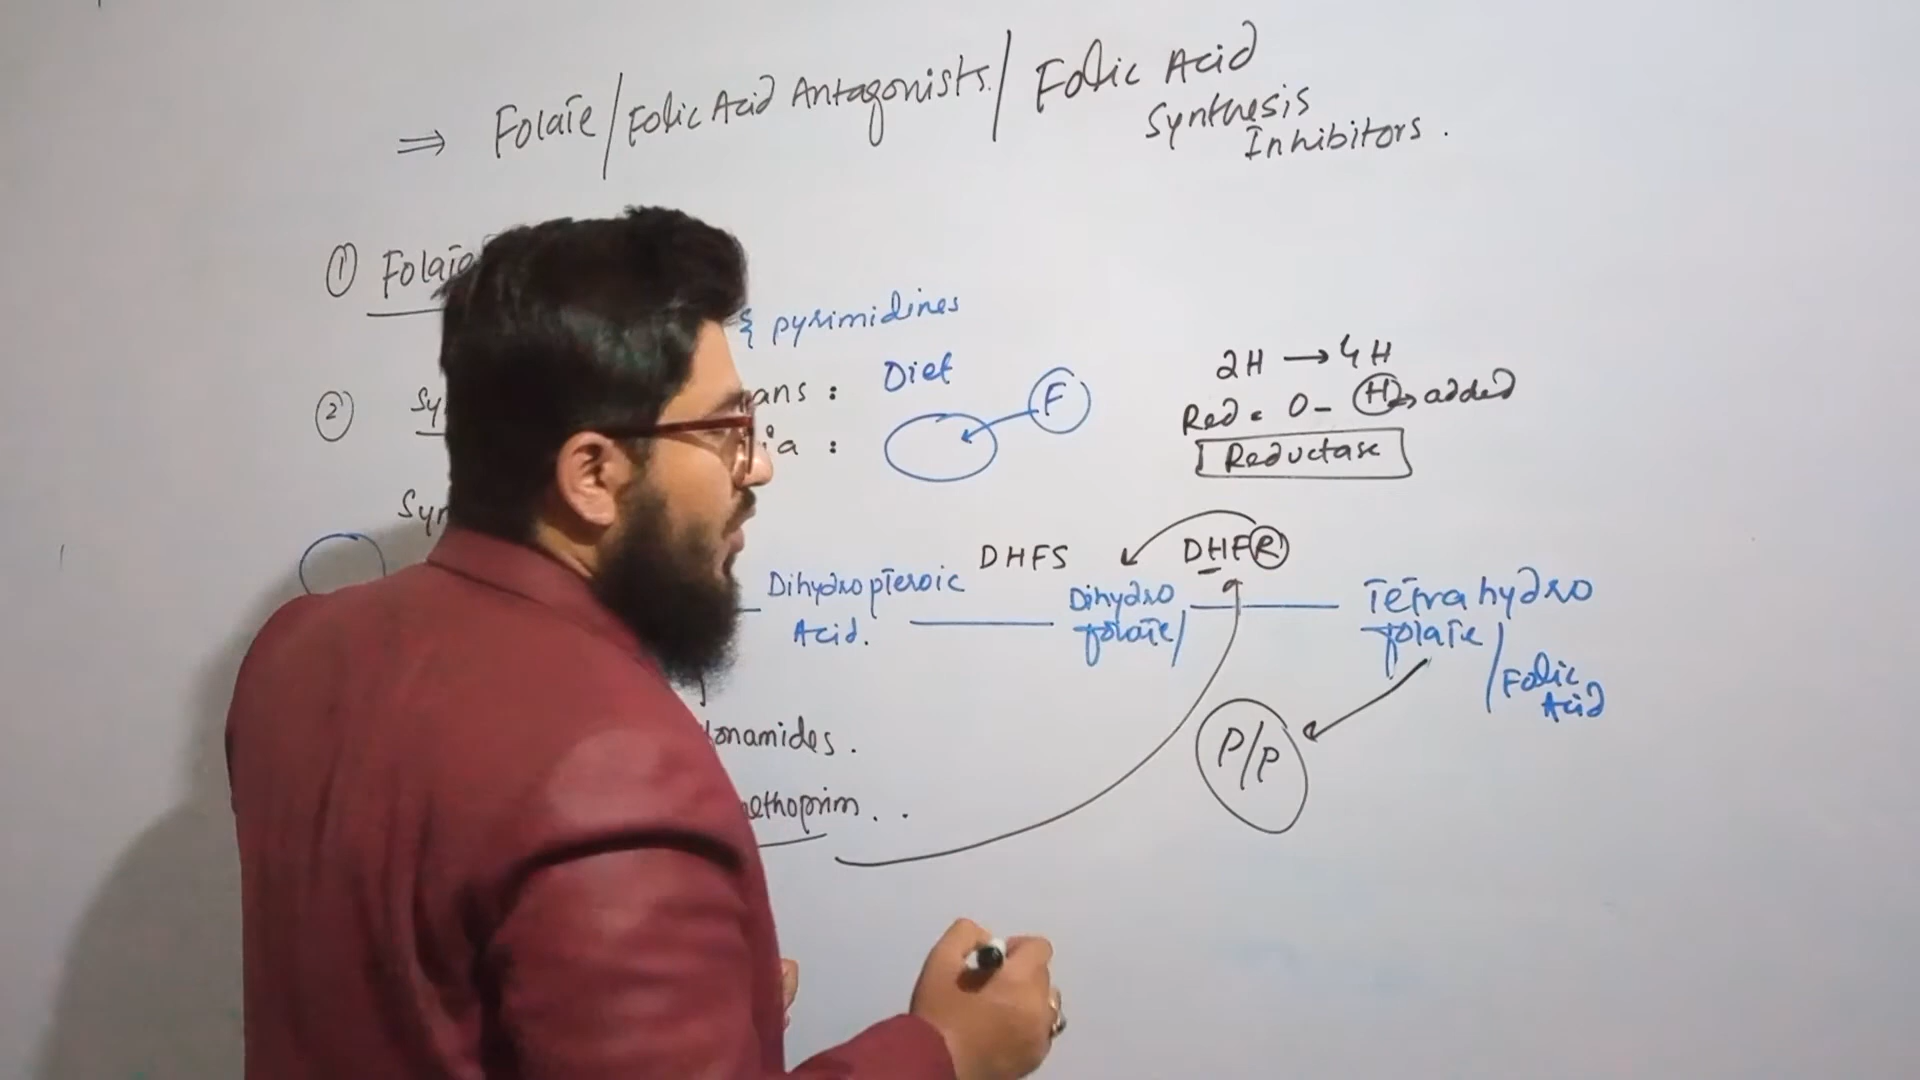 ⇒ Folate/Folic Acid Antagonists/Folic Acid
Synthesis
Inhibitors.
① Folate
& pyrimidines
② Sy ans : Diet
ia : F
2H → 4H
Red = O - H → added
Reductase
Syn
DHFS DHFR
Dihydropteroic
Acid.
Dihydro
folate/
Tetrahydro
folate/
Folic
Acid
P/P
onamides.
ethoprim. .